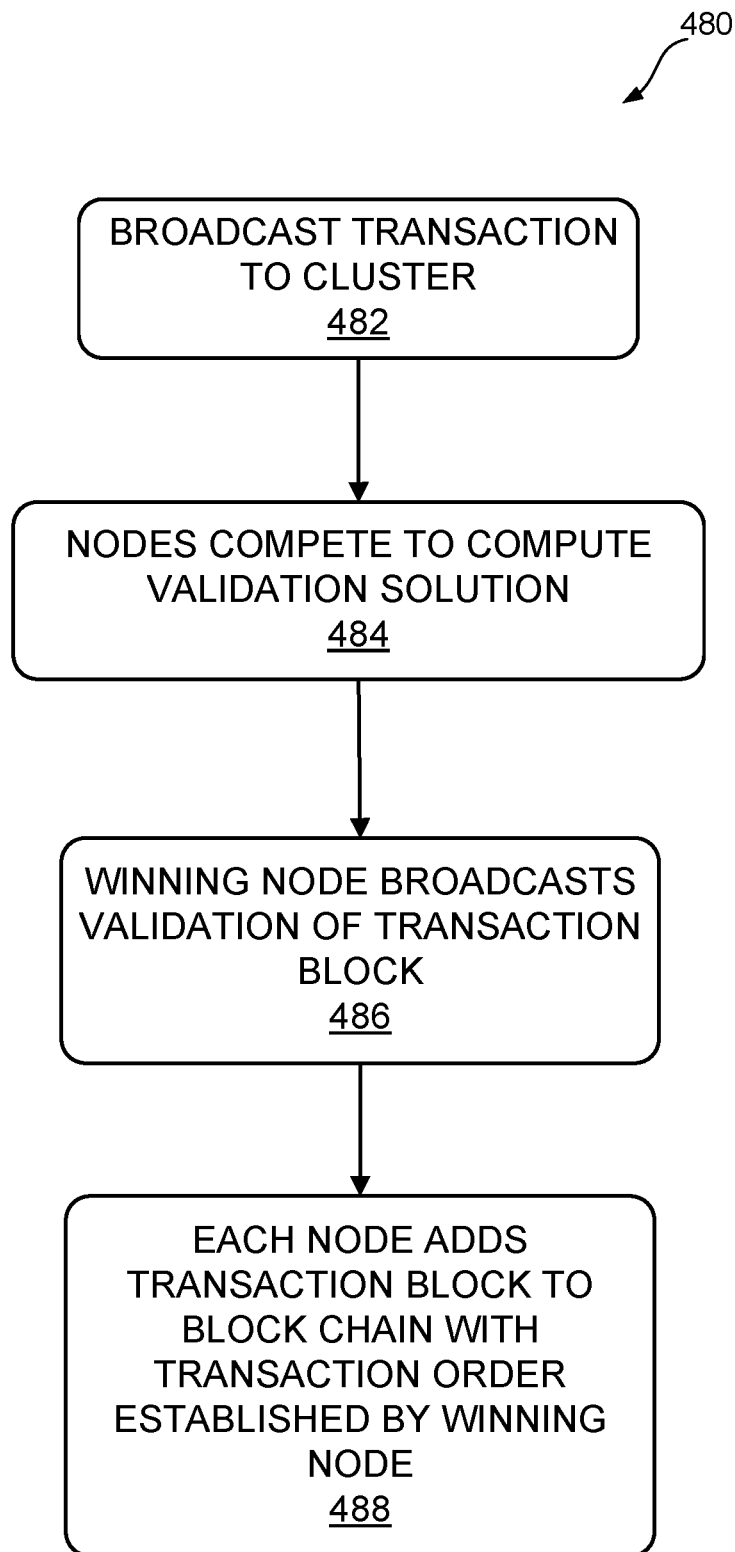 480
BROADCAST TRANSACTION
TO CLUSTER
482
NODES COMPETE TO COMPUTE
VALIDATION SOLUTION
484
WINNING NODE BROADCASTS
VALIDATION OF TRANSACTION
BLOCK
486
EACH NODE ADDS
TRANSACTION BLOCK TO
BLOCK CHAIN WITH
TRANSACTION ORDER
ESTABLISHED BY WINNING
NODE
488